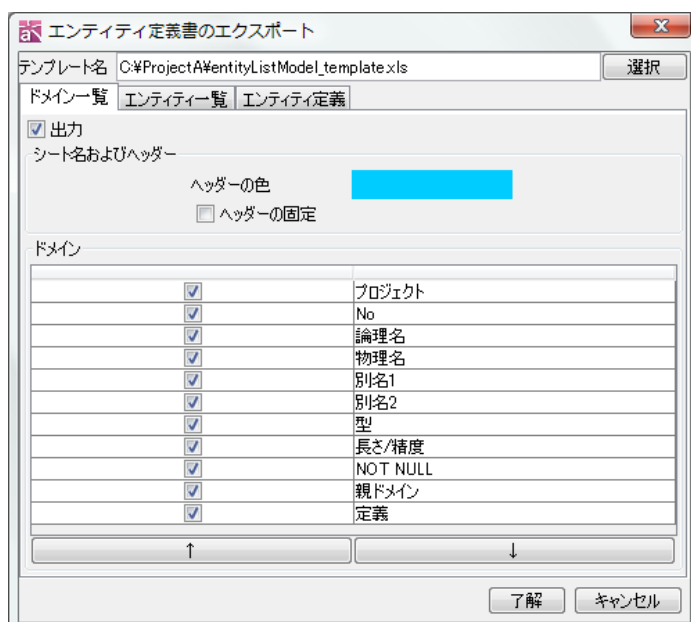 エンティティ定義書のエクスポート
テンプレート名 C:¥ProjectA¥entityListModel_template.xls 選択
ドメイン一覧 エンティティ一覧 エンティティ定義
出力
シート名およびヘッダー
ヘッダーの色
ヘッダーの固定
ドメイン
プロジェクト
No
論理名
物理名
別名1
別名2
型
長さ/精度
NOT NULL
親ドメイン
定義
↑ ↓
了解 キャンセル